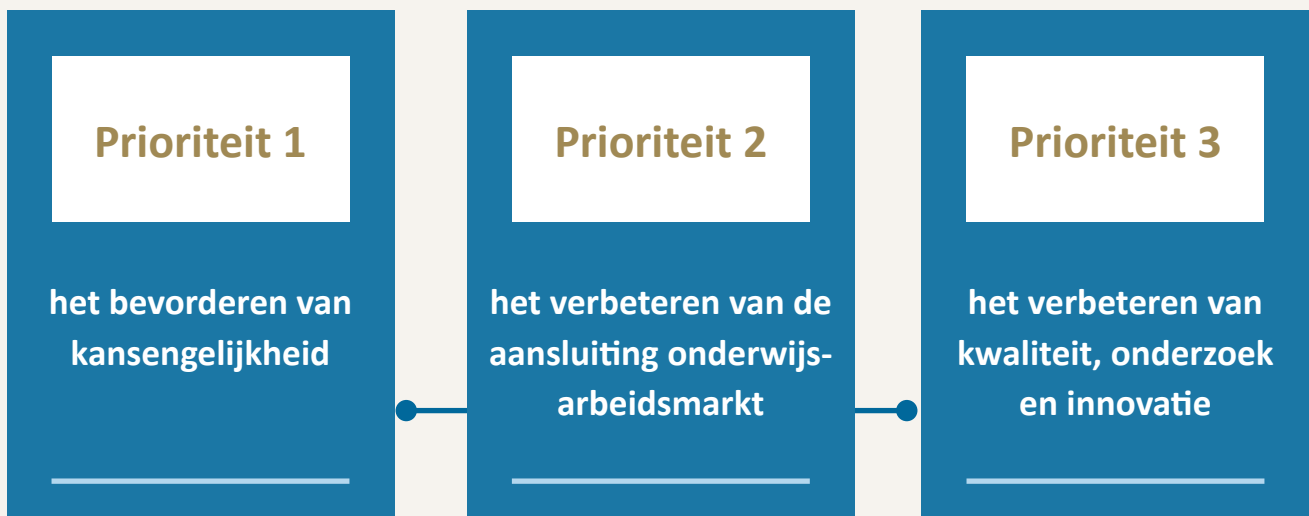 Prioriteit 1
het bevorderen van
kansengelijkheid
Prioriteit 2
het verbeteren van de
aansluiting onderwijs-
arbeidsmarkt
Prioriteit 3
het verbeteren van
kwaliteit, onderzoek
en innovatie